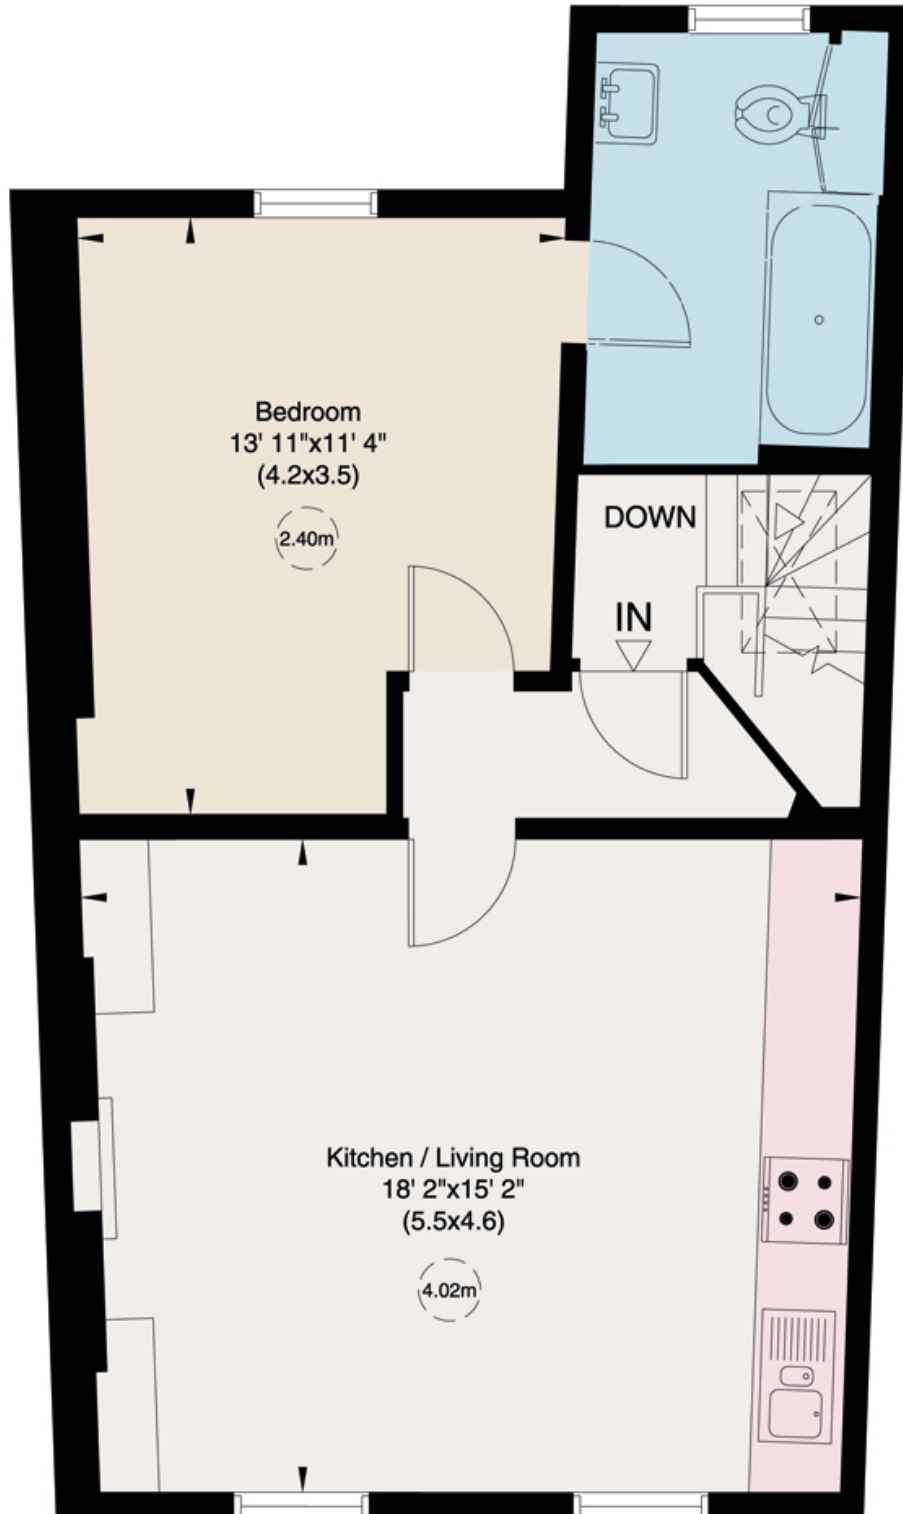 Bedroom
13' 11"x11' 4"
(4.2x3.5)
2.40m
DOWN
IN
Kitchen / Living Room
18' 2"x15' 2"
(5.5x4.6)
4.02m